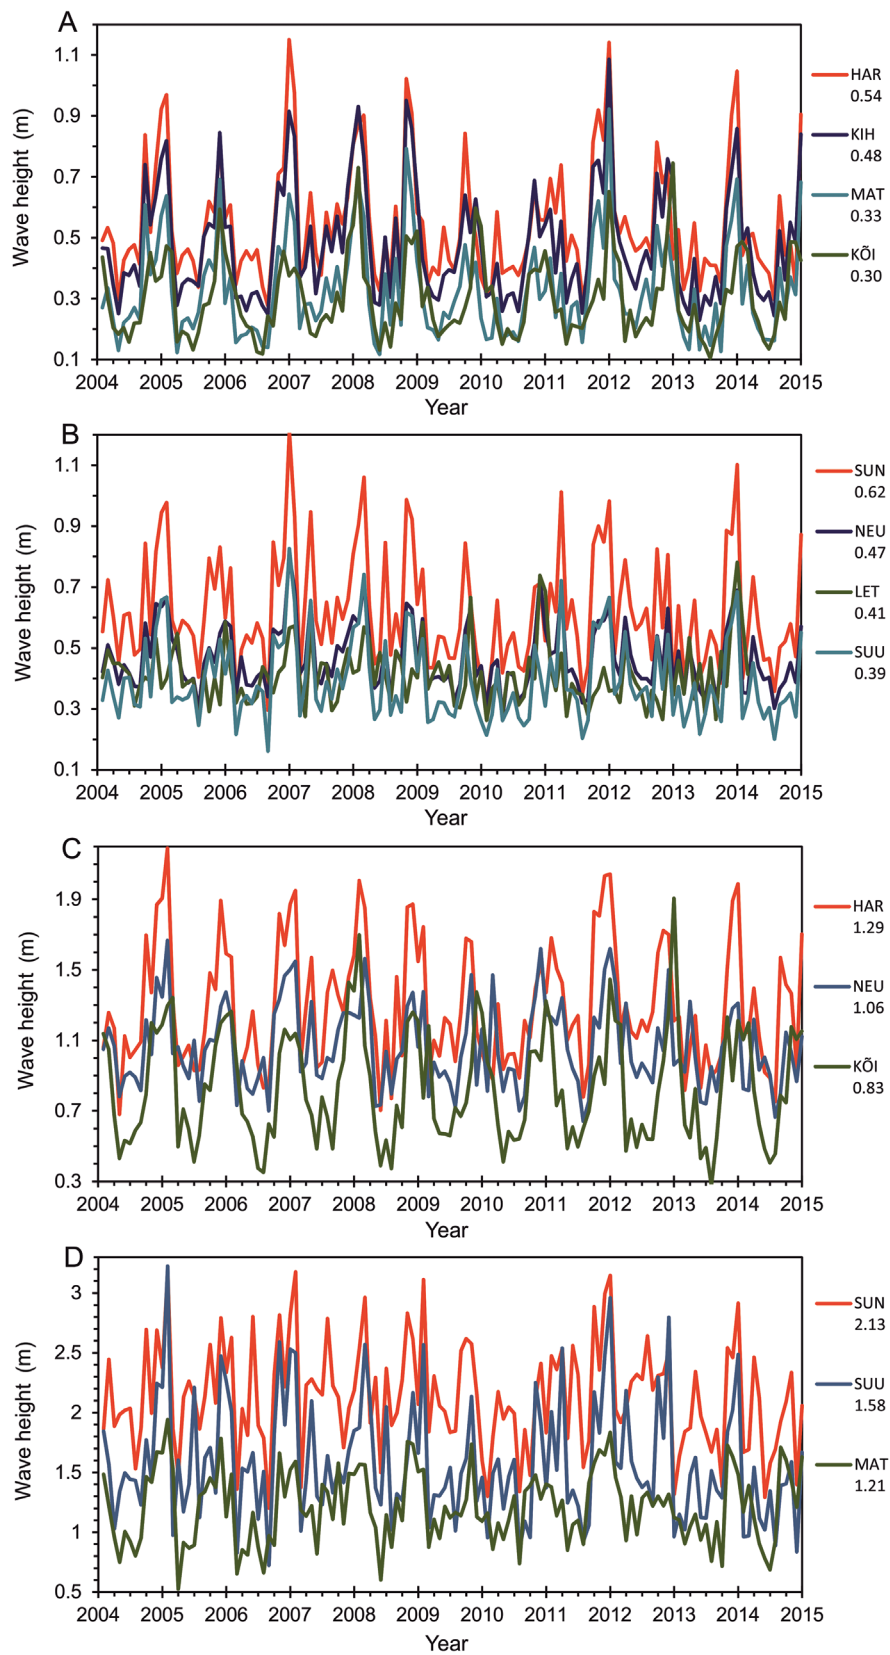 A
Wave height (m)
1.1
0.9
0.7
0.5
0.3
0.1
2004 2005 2006 2007 2008 2009 2010 2011 2012 2013 2014 2015
Year
HAR
0.54
KIH
0.48
MAT
0.33
KÕI
0.30
B
Wave height (m)
1.1
0.9
0.7
0.5
0.3
0.1
2004 2005 2006 2007 2008 2009 2010 2011 2012 2013 2014 2015
Year
SUN
0.62
NEU
0.47
LET
0.41
SUU
0.39
C
Wave height (m)
1.9
1.5
1.1
0.7
0.3
2004 2005 2006 2007 2008 2009 2010 2011 2012 2013 2014 2015
Year
HAR
1.29
NEU
1.06
KÕI
0.83
D
Wave height (m)
3
2.5
2
1.5
1
0.5
2004 2005 2006 2007 2008 2009 2010 2011 2012 2013 2014 2015
Year
SUN
2.13
SUU
1.58
MAT
1.21